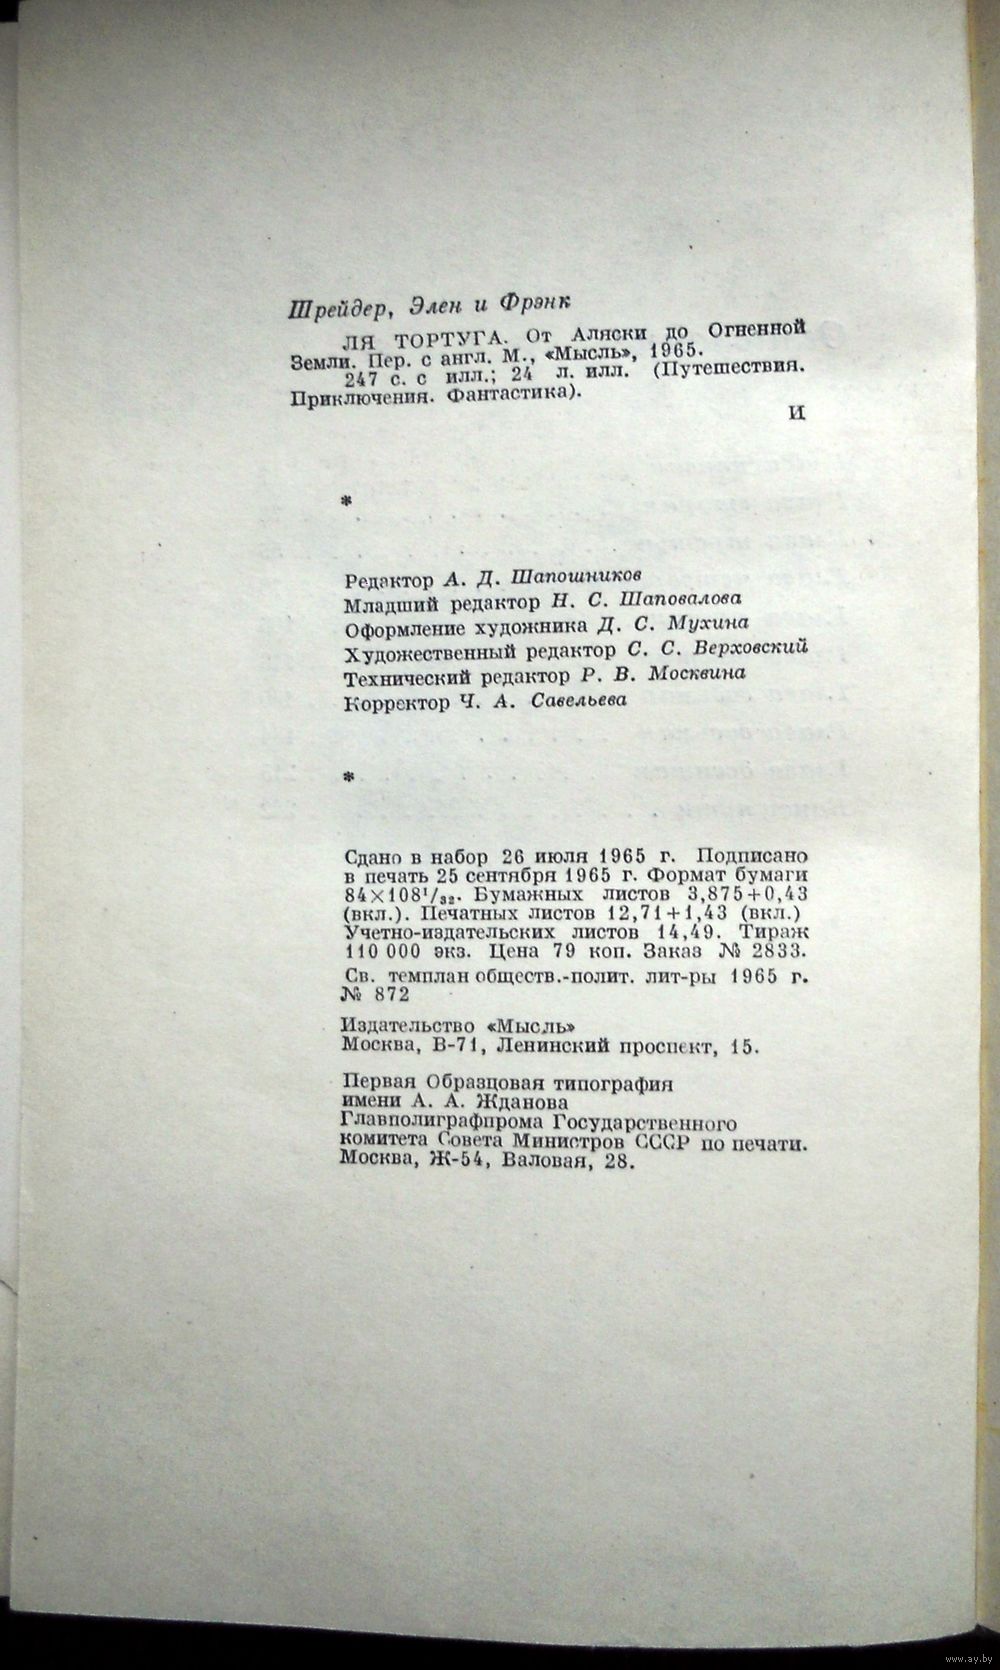 Шрейдер, Элен и Фрэнк
ЛЯ ТОРТУГА. От Аляски до Огненной
Земли. Пер. с англ. М., «Мысль», 1965.
247 с. с илл.; 24 л. илл. (Путешествия.
Приключения. Фантастика).
И
*
Редактор А. Д. Шапошников
Младший редактор Н. С. Шаповалова
Оформление художника Д. С. Мухина
Художественный редактор С. С. Верховский
Технический редактор Р. В. Москвина
Корректор Ч. А. Савельева
*
Сдано в набор 26 июля 1965 г. Подписано
в печать 25 сентября 1965 г. Формат бумаги
84×108¹/₃₂. Бумажных листов 3,875+0,43
(вкл.). Печатных листов 12,71+1,43 (вкл.)
Учетно-издательских листов 14,49. Тираж
110 000 экз. Цена 79 коп. Заказ № 2833.
Св. темплан обществ.-полит. лит-ры 1965 г.
№ 872
Издательство «Мысль»
Москва, В-71, Ленинский проспект, 15.
Первая Образцовая типография
имени А. А. Жданова
Главполиграфпрома Государственного
комитета Совета Министров СССР по печати.
Москва, Ж-54, Валовая, 28.
www.ay.by